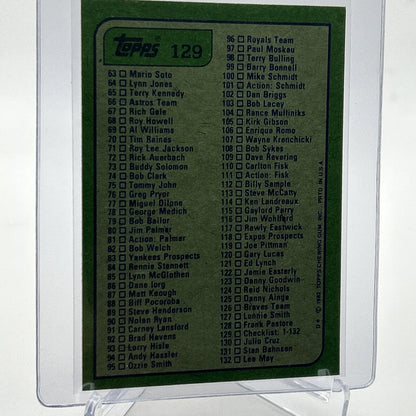 topps 129
63 Mario Soto
64 Lynn Jones
65 Terry Kennedy
66 Astros Team
67 Rich Gale
68 Roy Howell
69 Al Williams
70 Tim Raines
71 Roy Lee Jackson
72 Rick Auerbach
73 Buddy Solomon
74 Bob Clark
75 Tommy John
76 Greg Pryor
77 Miguel Dilone
78 George Medich
79 Bob Bailor
80 Jim Palmer
81 Action: Palmer
82 Bob Welch
83 Yankees Prospects
84 Rennie Stennett
85 Lynn McGlothen
86 Dane Iorg
87 Matt Keough
88 Biff Pocoroba
89 Steve Henderson
90 Nolan Ryan
91 Carney Lansford
92 Brad Havens
93 Larry Hisle
94 Andy Hassler
95 Ozzie Smith
96 Royals Team
97 Paul Moskau
98 Terry Bulling
99 Barry Bonnell
100 Mike Schmidt
101 Action: Schmidt
102 Dan Briggs
103 Bob Lacey
104 Rance Mulliniks
105 Kirk Gibson
106 Enrique Romo
107 Wayne Krenchicki
108 Bob Sykes
109 Dave Revering
110 Carlton Fisk
111 Action: Fisk
112 Billy Sample
113 Steve McCatty
114 Ken Landreaux
115 Gaylord Perry
116 Jim Wohlford
117 Rawly Eastwick
118 Expos Prospects
119 Joe Pittman
120 Gary Lucas
121 Ed Lynch
122 Jamie Easterly
123 Danny Goodwin
124 Reid Nichols
125 Danny Ainge
126 Braves Team
127 Lonnie Smith
128 Frank Pastore
129 Checklist: 1-132
130 Julio Cruz
131 Stan Bahnsen
132 Lee May
© 1982 TOPPS CHEWING GUM, INC. PRTD. IN U.S.A.